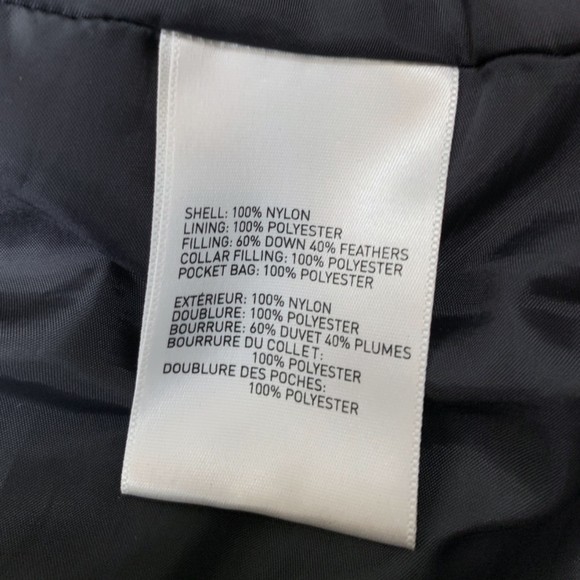 SHELL: 100% NYLON
LINING: 100% POLYESTER
FILLING: 60% DOWN 40% FEATHERS
COLLAR FILLING: 100% POLYESTER
POCKET BAG: 100% POLYESTER
EXTÉRIEUR: 100% NYLON
DOUBLURE: 100% POLYESTER
BOURRURE: 60% DUVET 40% PLUMES
BOURRURE DU COLLET:
100% POLYESTER
DOUBLURE DES POCHES:
100% POLYESTER